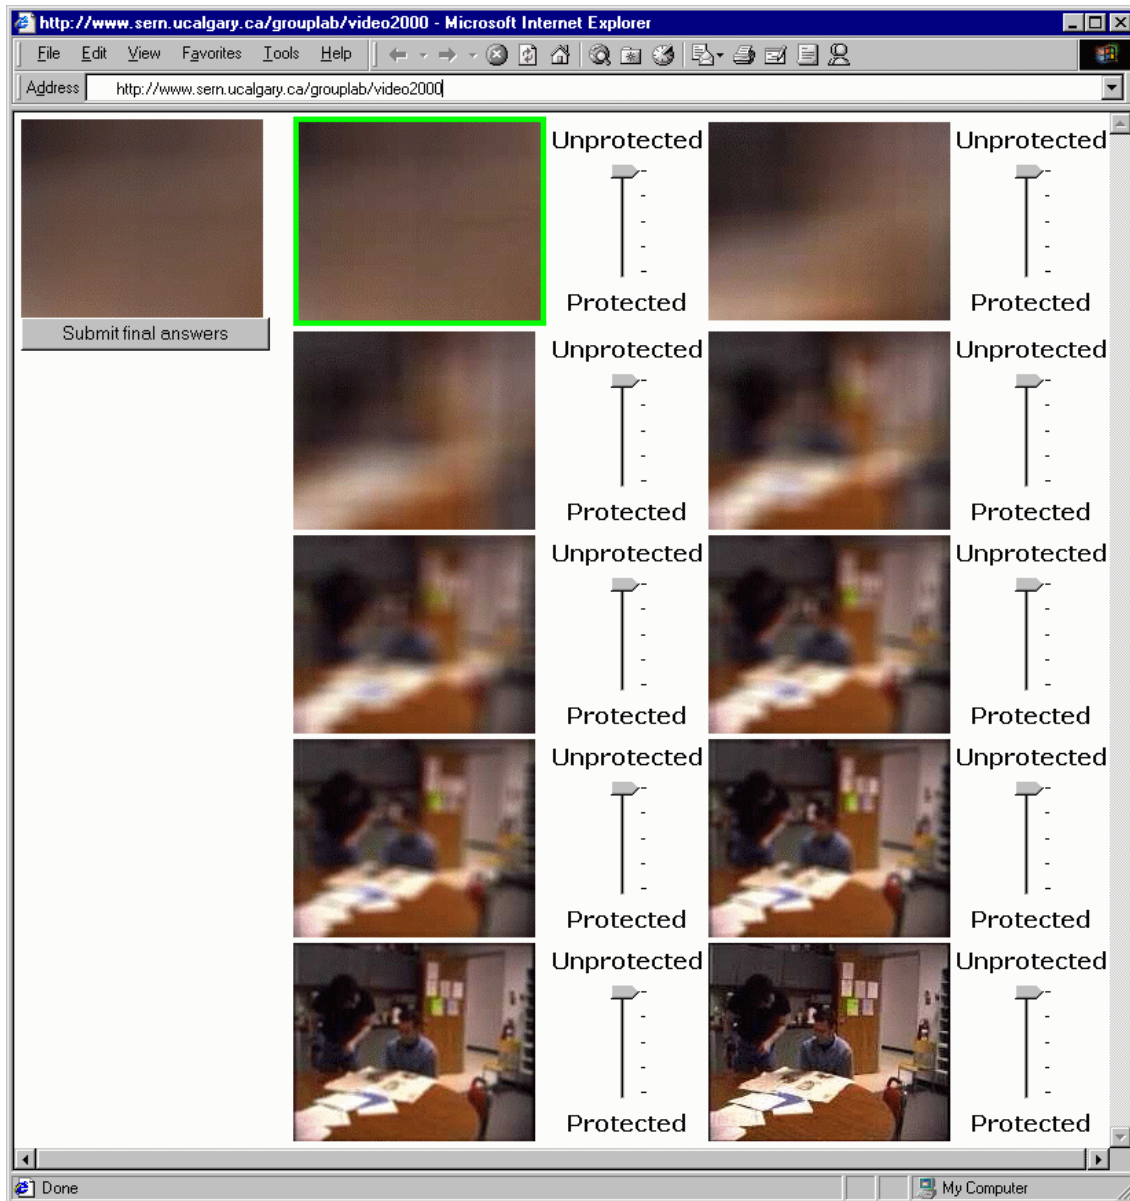 http://www.sern.ucalgary.ca/grouplab/video2000 - Microsoft Internet Explorer
File Edit View Favorites Tools Help
Address http://www.sern.ucalgary.ca/grouplab/video2000
Unprotected Unprotected
Protected Protected
Submit final answers
Unprotected Unprotected
Protected Protected
Unprotected Unprotected
Protected Protected
Unprotected Unprotected
Protected Protected
Unprotected Unprotected
Protected Protected
Done My Computer